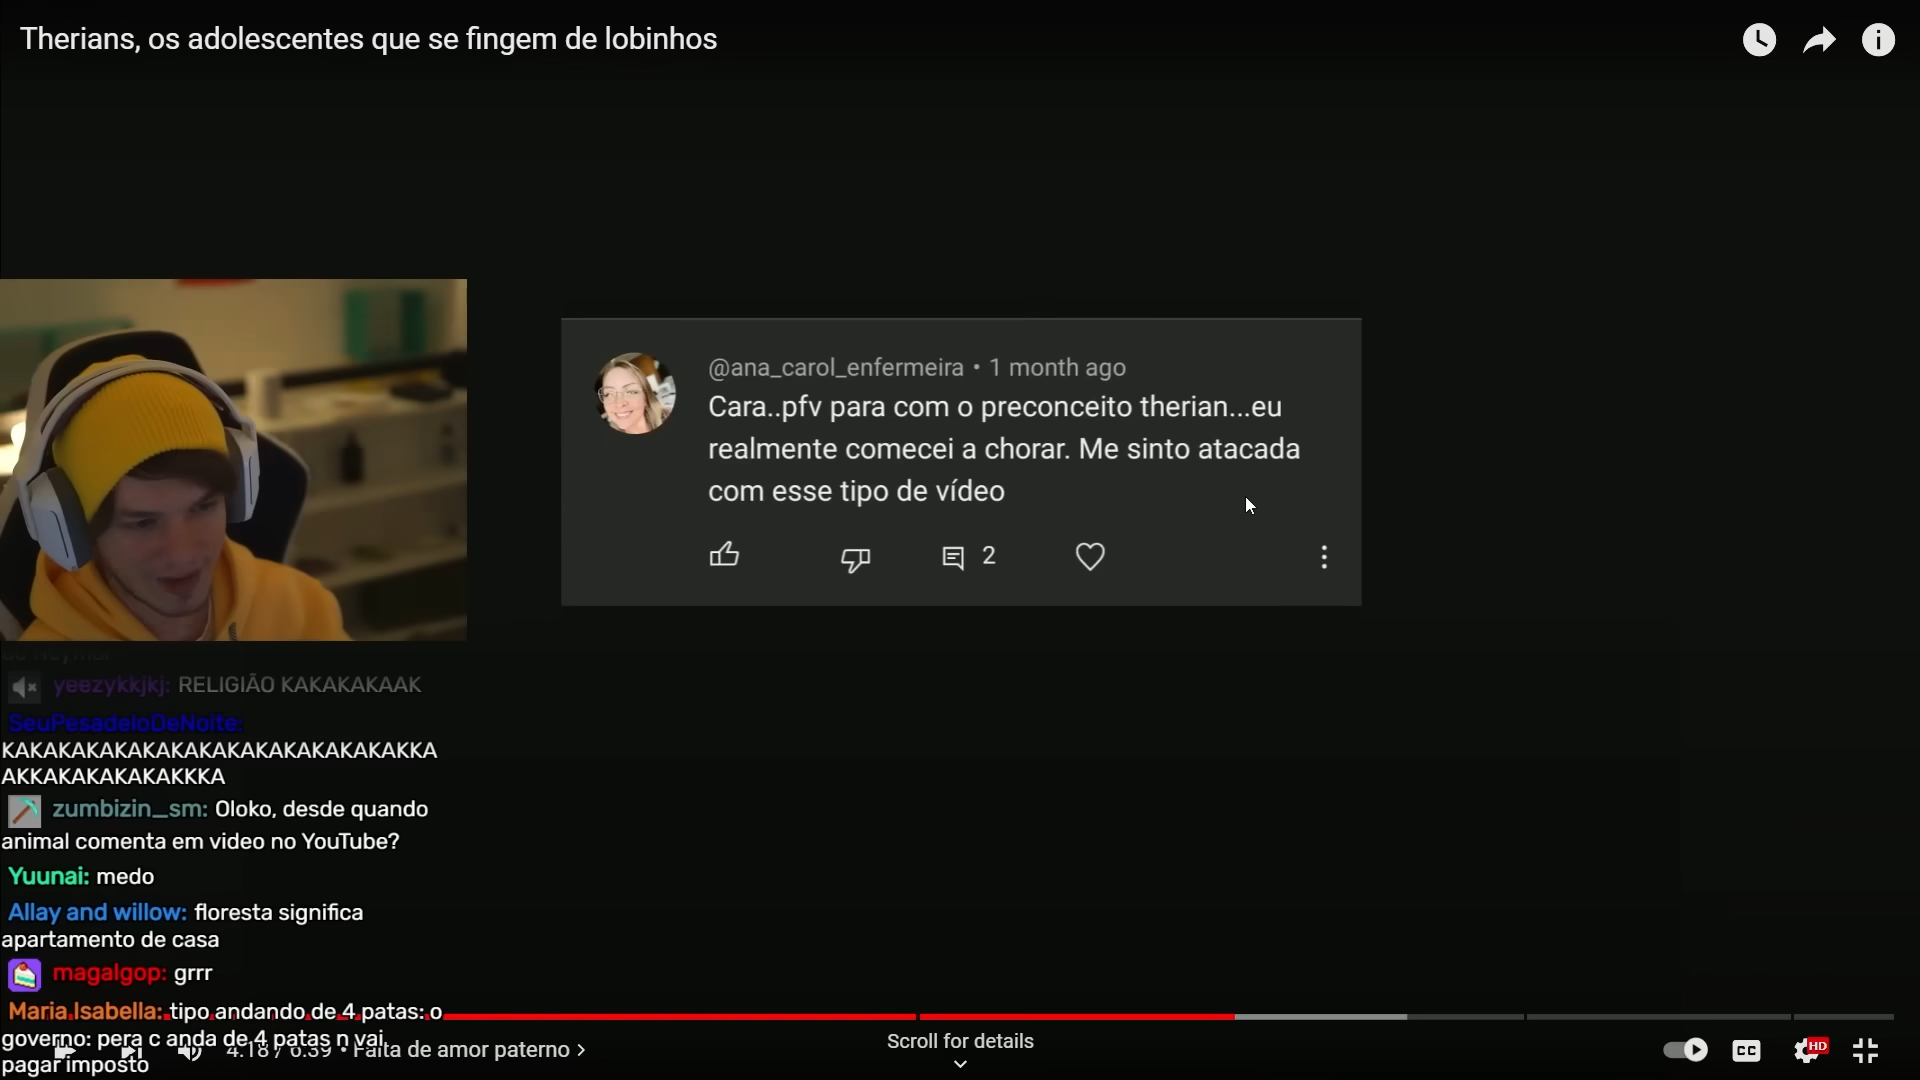 Therians, os adolescentes que se fingem de lobinhos
@ana_carol_enfermeira • 1 month ago
Cara..pfv para com o preconceito therian...eu
realmente comecei a chorar. Me sinto atacada
com esse tipo de vídeo
2
yeezykkjkj: RELIGIÃO KAKAKAKAAK
SeuPesadeloDeNoite:
KAKAKAKAKAKAKAKAKAKAKAKAKAKAKKA
AKKAKAKAKAKAKKKA
zumbizin_sm: Oloko, desde quando
animal comenta em video no YouTube?
Yuunai: medo
Allay and willow: floresta significa
apartamento de casa
magalgop: grrr
Maria.Isabella: tipo andando de 4 patas: o
governo: pera c anda de 4 patas n vai
pagar imposto
4:18 / 6:39 • Falta de amor paterno
Scroll for details
CC
HD